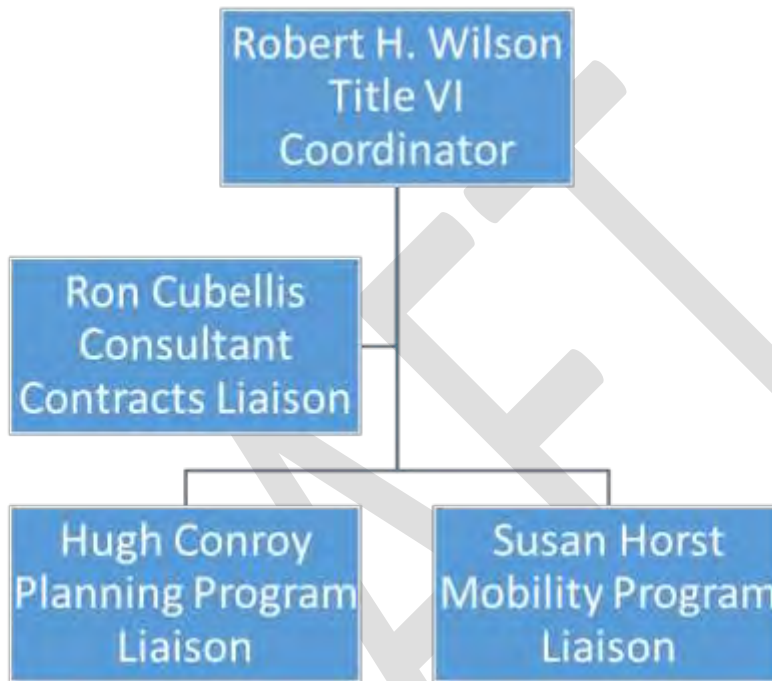 Robert H. Wilson
Title VI
Coordinator
Ron Cubellis
Consultant
Contracts Liaison
Hugh Conroy
Planning Program
Liaison
Susan Horst
Mobility Program
Liaison